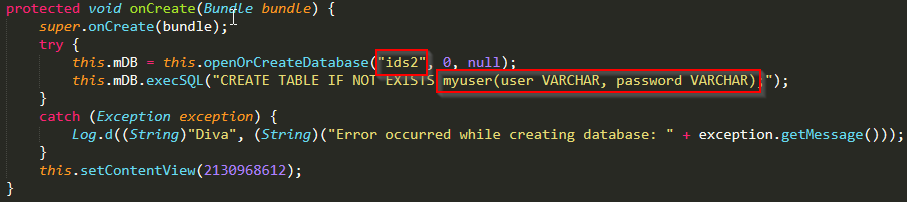 protected void onCreate(Bundle bundle) {
super.onCreate(bundle);
try {
this.mDB = this.openOrCreateDatabase("ids2", 0, null);
this.mDB.execSQL("CREATE TABLE IF NOT EXISTS myuser(user VARCHAR, password VARCHAR);");
}
catch (Exception exception) {
Log.d((String)"Diva", (String)("Error occurred while creating database: " + exception.getMessage()));
}
this.setContentView(2130968612);
}